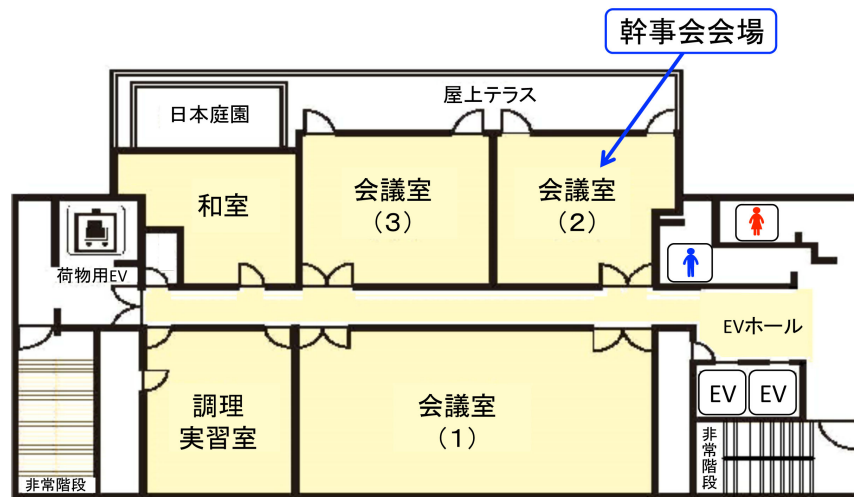 幹事会会場
屋上テラス
日本庭園
和室
会議室
（3）
会議室
（2）
荷物用EV
EVホール
調理
実習室
会議室
（1）
EV
EV
非常階段
非常階段